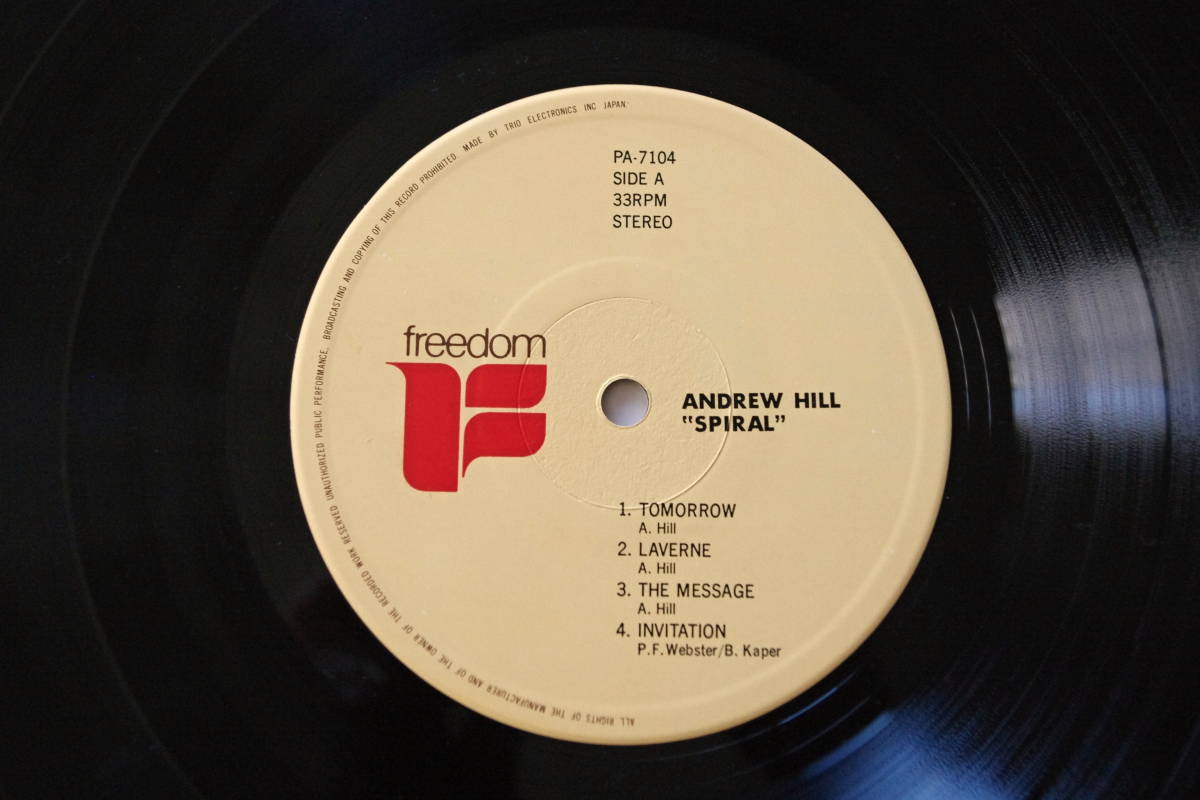 PA-7104
SIDE A
33RPM
STEREO
freedom
ANDREW HILL
"SPIRAL"
1. TOMORROW
A. Hill
2. LAVERNE
A. Hill
3. THE MESSAGE
A. Hill
4. INVITATION
P.F.Webster/B. Kaper
ALL RIGHTS OF THE MANUFACTURER AND OF THE OWNER OF THE RECORDED WORK RESERVED UNAUTHORIZED PUBLIC PERFORMANCE, BROADCASTING AND COPYING OF THIS RECORD PROHIBITED. MADE BY TRIO ELECTRONICS INC JAPAN.